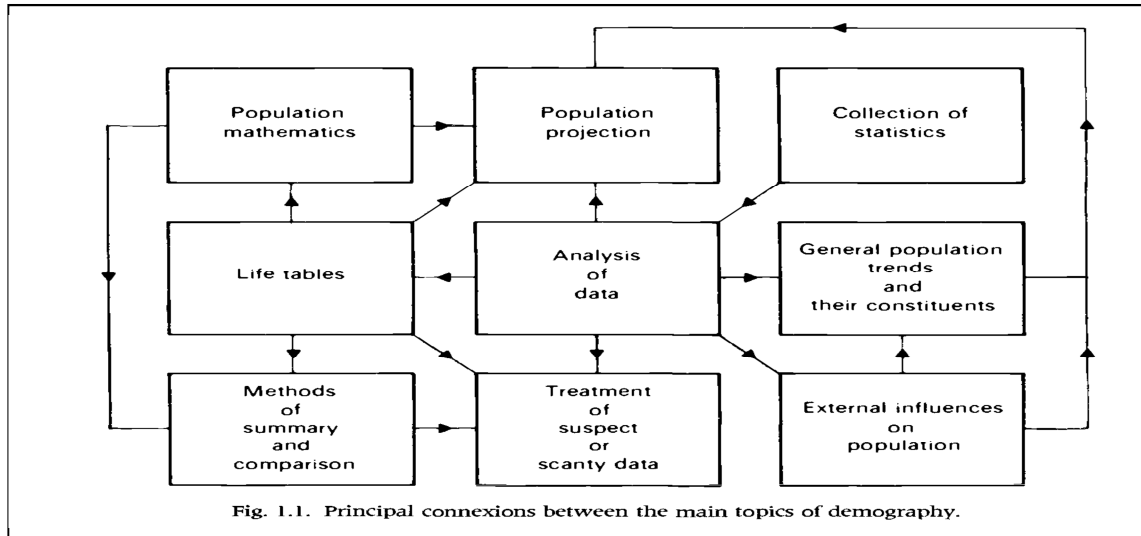 Population
mathematics
Population
projection
Collection of
statistics
Life tables
Analysis
of
data
General population
trends
and
their constituents
Methods
of
summary
and
comparison
Treatment
of
suspect
or
scanty data
External influences
on
population
Fig. 1.1. Principal connexions between the main topics of demography.